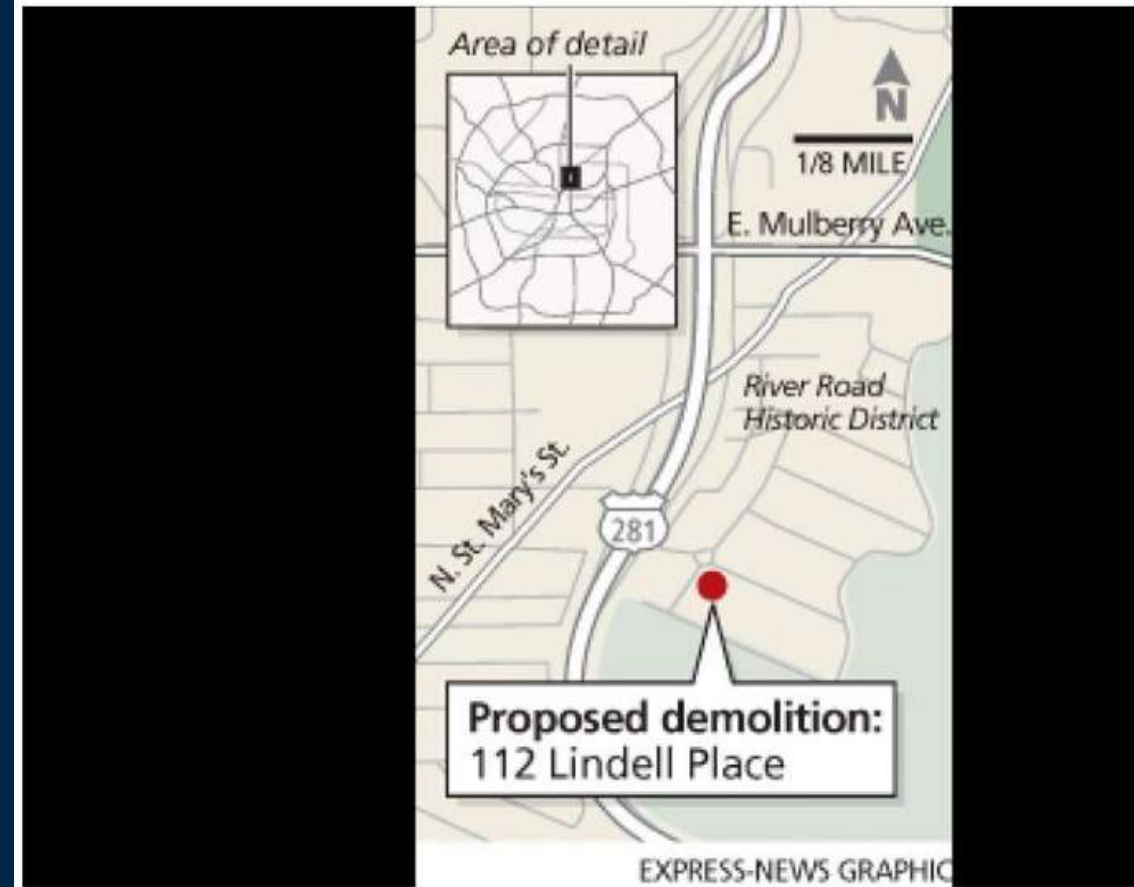 Area of detail
N
1/8 MILE
E. Mulberry Ave.
River Road
Historic District
N. St. Mary's St.
281
Proposed demolition:
112 Lindell Place
EXPRESS-NEWS GRAPHIC